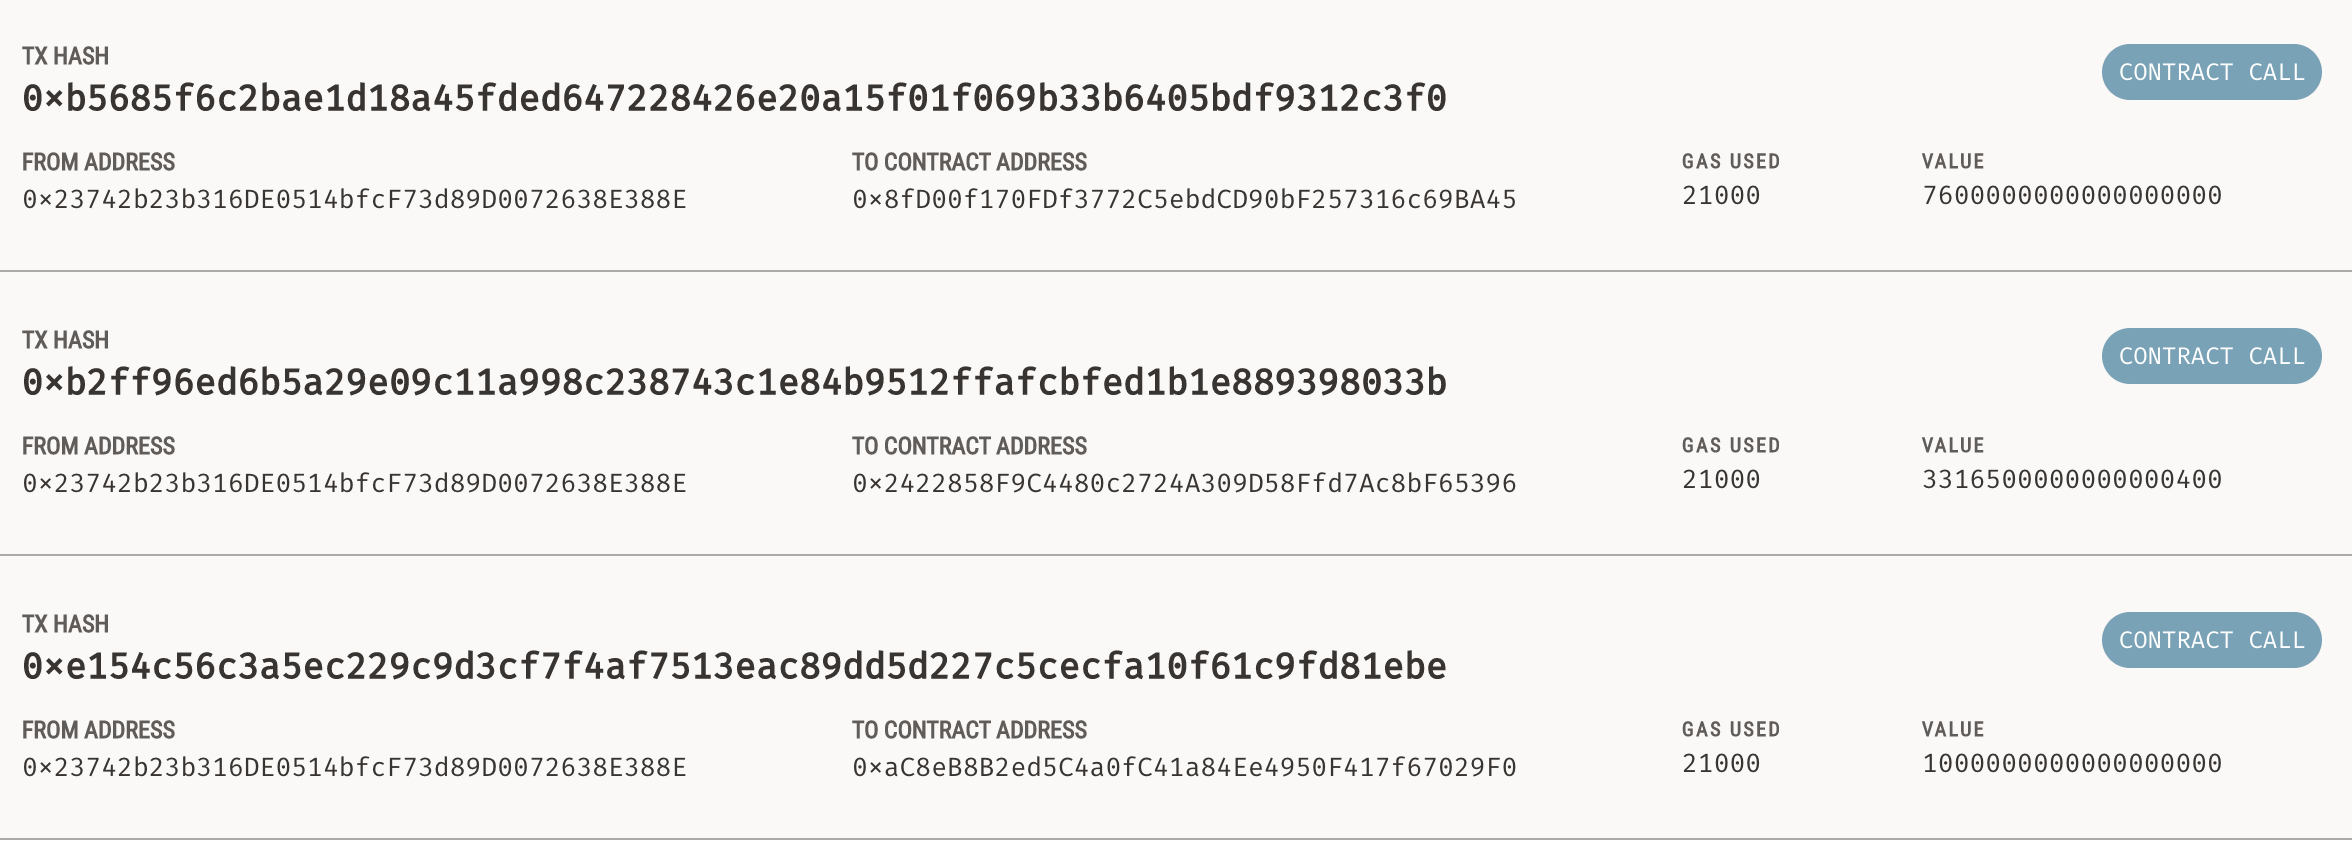 TX HASH
CONTRACT CALL
0×b5685f6c2bae1d18a45fded647228426e20a15f01f069b33b6405bdf9312c3f0
FROM ADDRESS TO CONTRACT ADDRESS GAS USED VALUE
0×23742b23b316DE0514bfcF73d89D0072638E388E 0×8fD00f170FDf3772C5ebdCD90bF257316c69BA45 21000 7600000000000000000
TX HASH
CONTRACT CALL
0×b2ff96ed6b5a29e09c11a998c238743c1e84b9512ffafcbfed1b1e889398033b
FROM ADDRESS TO CONTRACT ADDRESS GAS USED VALUE
0×23742b23b316DE0514bfcF73d89D0072638E388E 0×2422858F9C4480c2724A309D58Ffd7Ac8bF65396 21000 3316500000000000400
TX HASH
CONTRACT CALL
0×e154c56c3a5ec229c9d3cf7f4af7513eac89dd5d227c5cecfa10f61c9fd81ebe
FROM ADDRESS TO CONTRACT ADDRESS GAS USED VALUE
0×23742b23b316DE0514bfcF73d89D0072638E388E 0×aC8eB8B2ed5C4a0fC41a84Ee4950F417f67029F0 21000 1000000000000000000